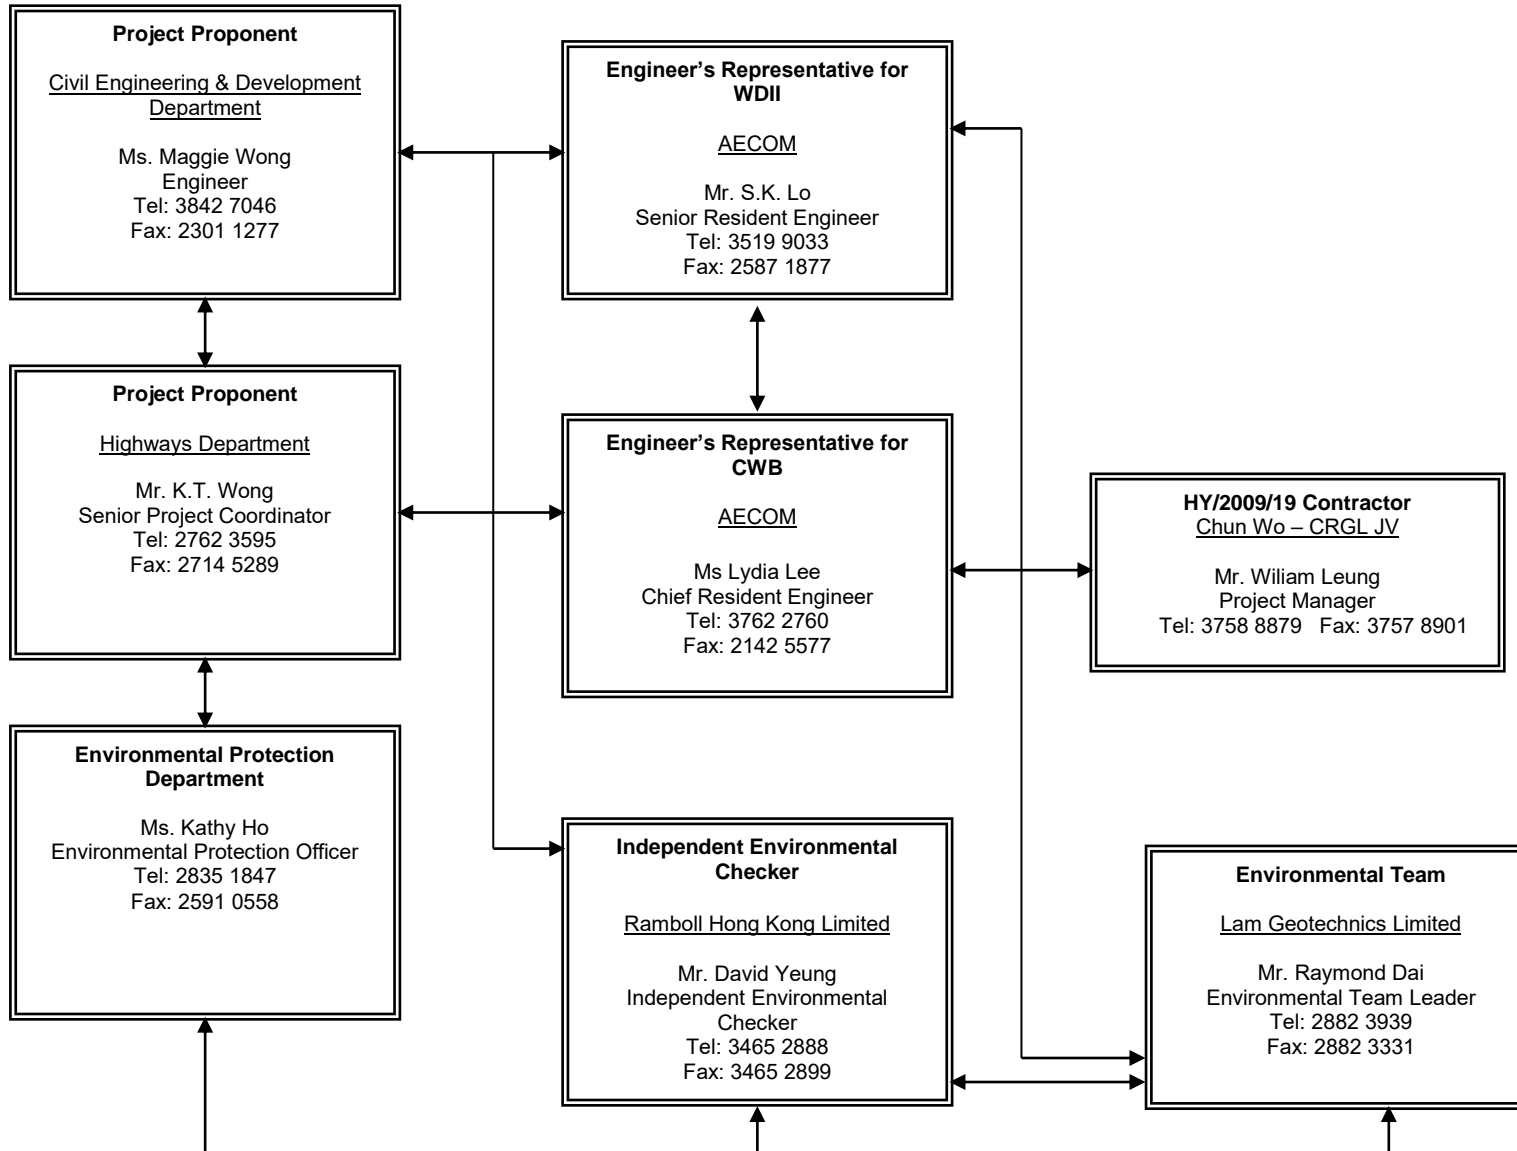 Project Proponent
Civil Engineering & Development
Department
Ms. Maggie Wong
Engineer
Tel: 3842 7046
Fax: 2301 1277
Engineer’s Representative for
WDII
AECOM
Mr. S.K. Lo
Senior Resident Engineer
Tel: 3519 9033
Fax: 2587 1877
Project Proponent
Highways Department
Mr. K.T. Wong
Senior Project Coordinator
Tel: 2762 3595
Fax: 2714 5289
Engineer’s Representative for
CWB
AECOM
Ms Lydia Lee
Chief Resident Engineer
Tel: 3762 2760
Fax: 2142 5577
HY/2009/19 Contractor
Chun Wo – CRGL JV
Mr. Wiliam Leung
Project Manager
Tel: 3758 8879   Fax: 3757 8901
Environmental Protection
Department
Ms. Kathy Ho
Environmental Protection Officer
Tel: 2835 1847
Fax: 2591 0558
Independent Environmental
Checker
Ramboll Hong Kong Limited
Mr. David Yeung
Independent Environmental
Checker
Tel: 3465 2888
Fax: 3465 2899
Environmental Team
Lam Geotechnics Limited
Mr. Raymond Dai
Environmental Team Leader
Tel: 2882 3939
Fax: 2882 3331